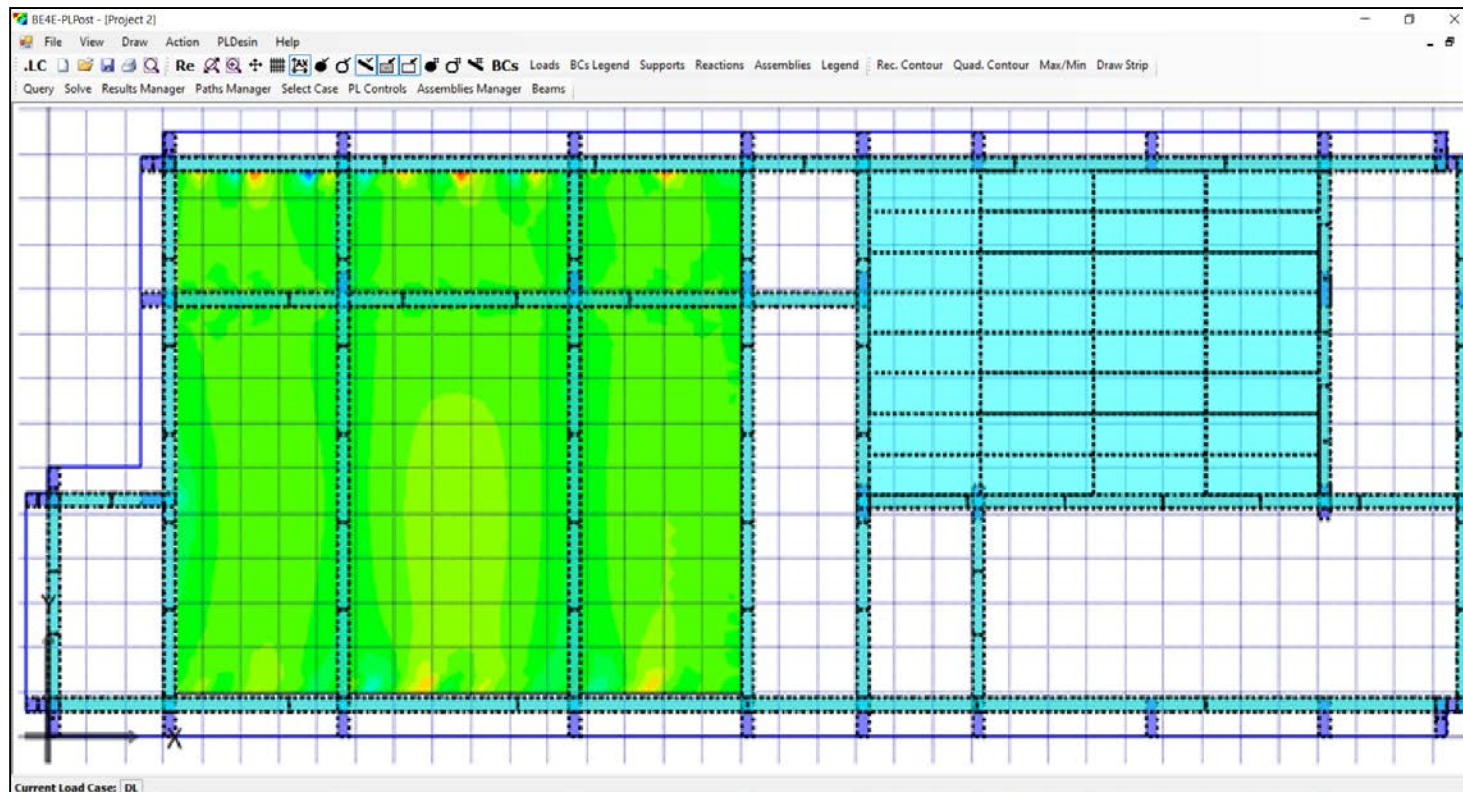 BE4E-PLPost - [Project 2]
File View Draw Action PLDesin Help
.LC Re BCs Loads BCs Legend Supports Reactions Assemblies Legend Rec. Contour Quad. Contour Max/Min Draw Strip
Query Solve Results Manager Paths Manager Select Case PL Controls Assemblies Manager Beams
Y
X
Current Load Case: DL